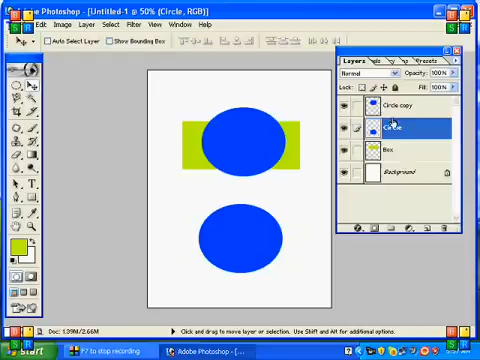 Adobe Photoshop - [Untitled-1 @ 50% (Circle, RGB)]
File Edit Image Layer Select Filter View Window Help
Auto Select Layer Show Bounding Box
Layers Presets
Normal Opacity: 100%
Lock: Fill: 100%
Circle copy
Circle
Box
Background
Doc: 1.39M/2.66M Click and drag to move layer or selection. Use Shift and Alt for additional options.
Start F7 to stop recording Adobe Photoshop - [...